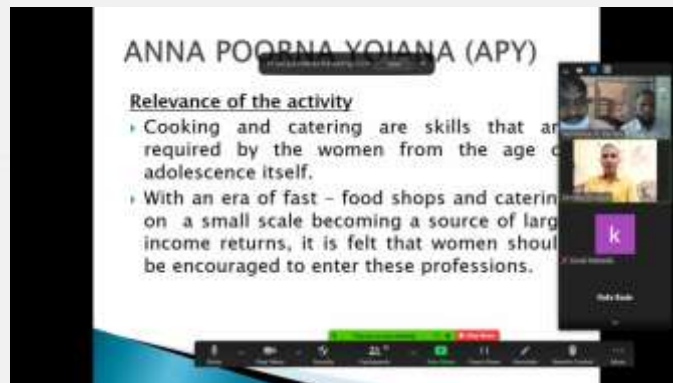 ANNA POORNA YOJANA (APY)
Relevance of the activity
Cooking and catering are skills that ar
required by the women from the age o
adolescence itself.
With an era of fast – food shops and caterin
on a small scale becoming a source of larg
income returns, it is felt that women shoul
be encouraged to enter these professions.
k